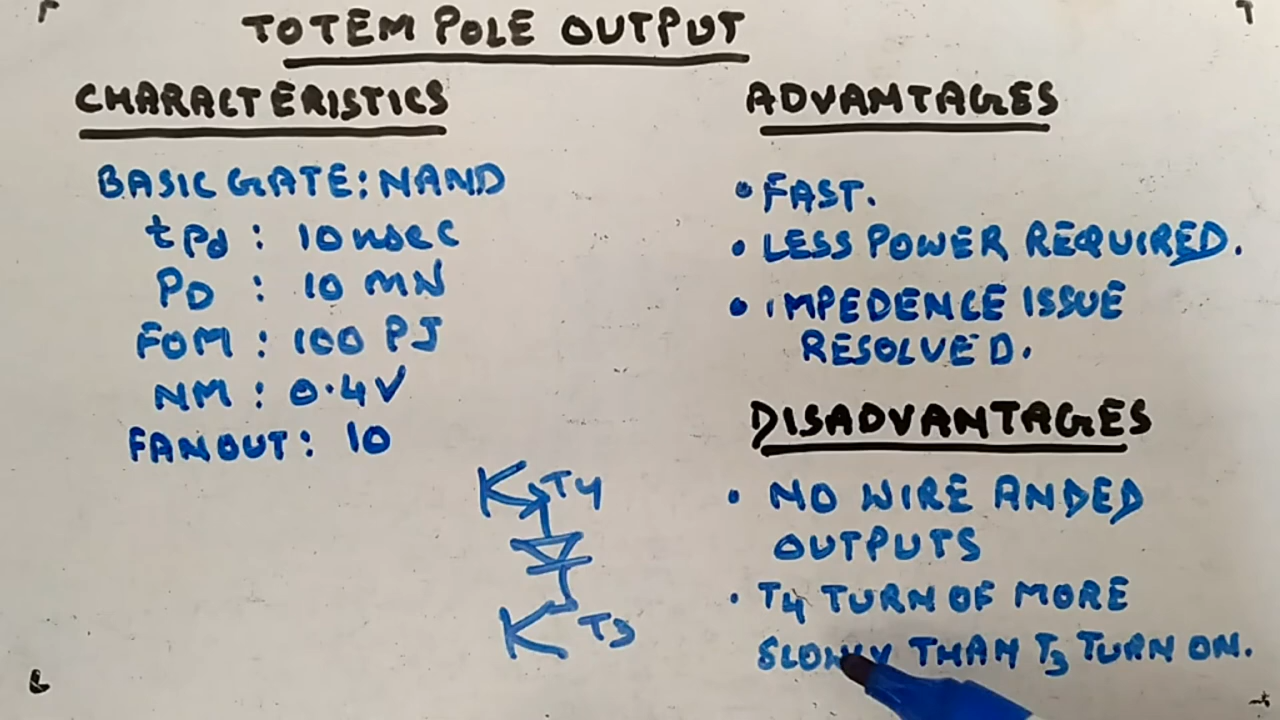 TOTEM POLE OUTPUT
CHARACTERISTICS
BASIC GATE: NAND
tPd : 10 nsec
PD : 10 MW
FOM : 100 PJ
NM : 0.4V
FANOUT : 10
T4
T3
ADVANTAGES
• FAST.
• LESS POWER REQUIRED.
• IMPEDENCE ISSUE
RESOLVED.
DISADVANTAGES
• NO WIRE ANDED
OUTPUTS
• T4 TURN OF MORE
SLOWLY THAN T3 TURN ON.